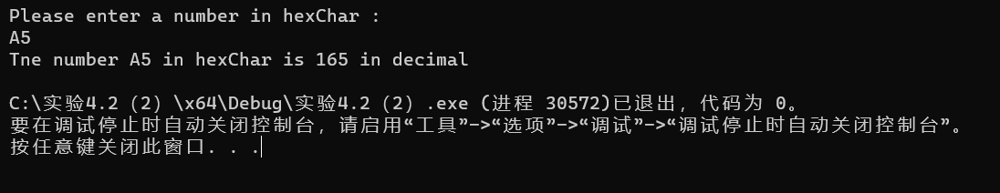 Please enter a number in hexChar :
A5
Tne number A5 in hexChar is 165 in decimal
C:\实验4.2（2）\x64\Debug\实验4.2（2）.exe (进程 30572)已退出，代码为 0。
要在调试停止时自动关闭控制台，请启用“工具”->“选项”->“调试”->“调试停止时自动关闭控制台”。
按任意键关闭此窗口. . .